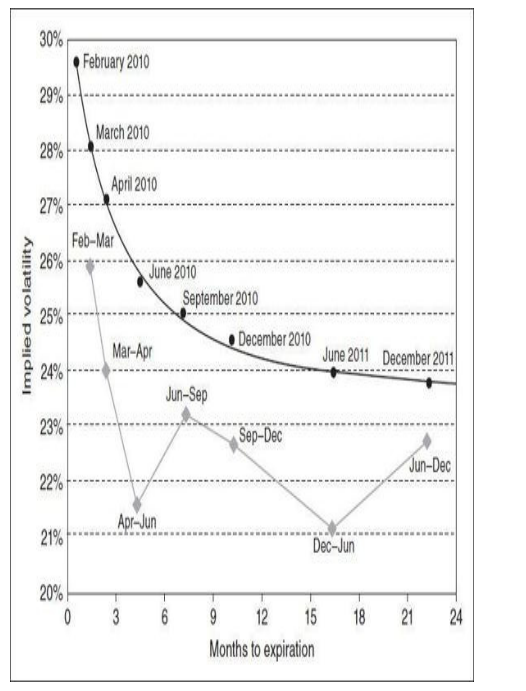 30%
February 2010
29%
March 2010
28%
April 2010
27%
Feb–Mar
26%
June 2010
September 2010
25%
December 2010
Mar–Apr
June 2011
December 2011
24%
Jun–Sep
23%
Sep–Dec
Jun–Dec
22%
Apr–Jun
21%
Dec–Jun
20%
Implied volatility
0 3 6 9 12 15 18 21 24
Months to expiration